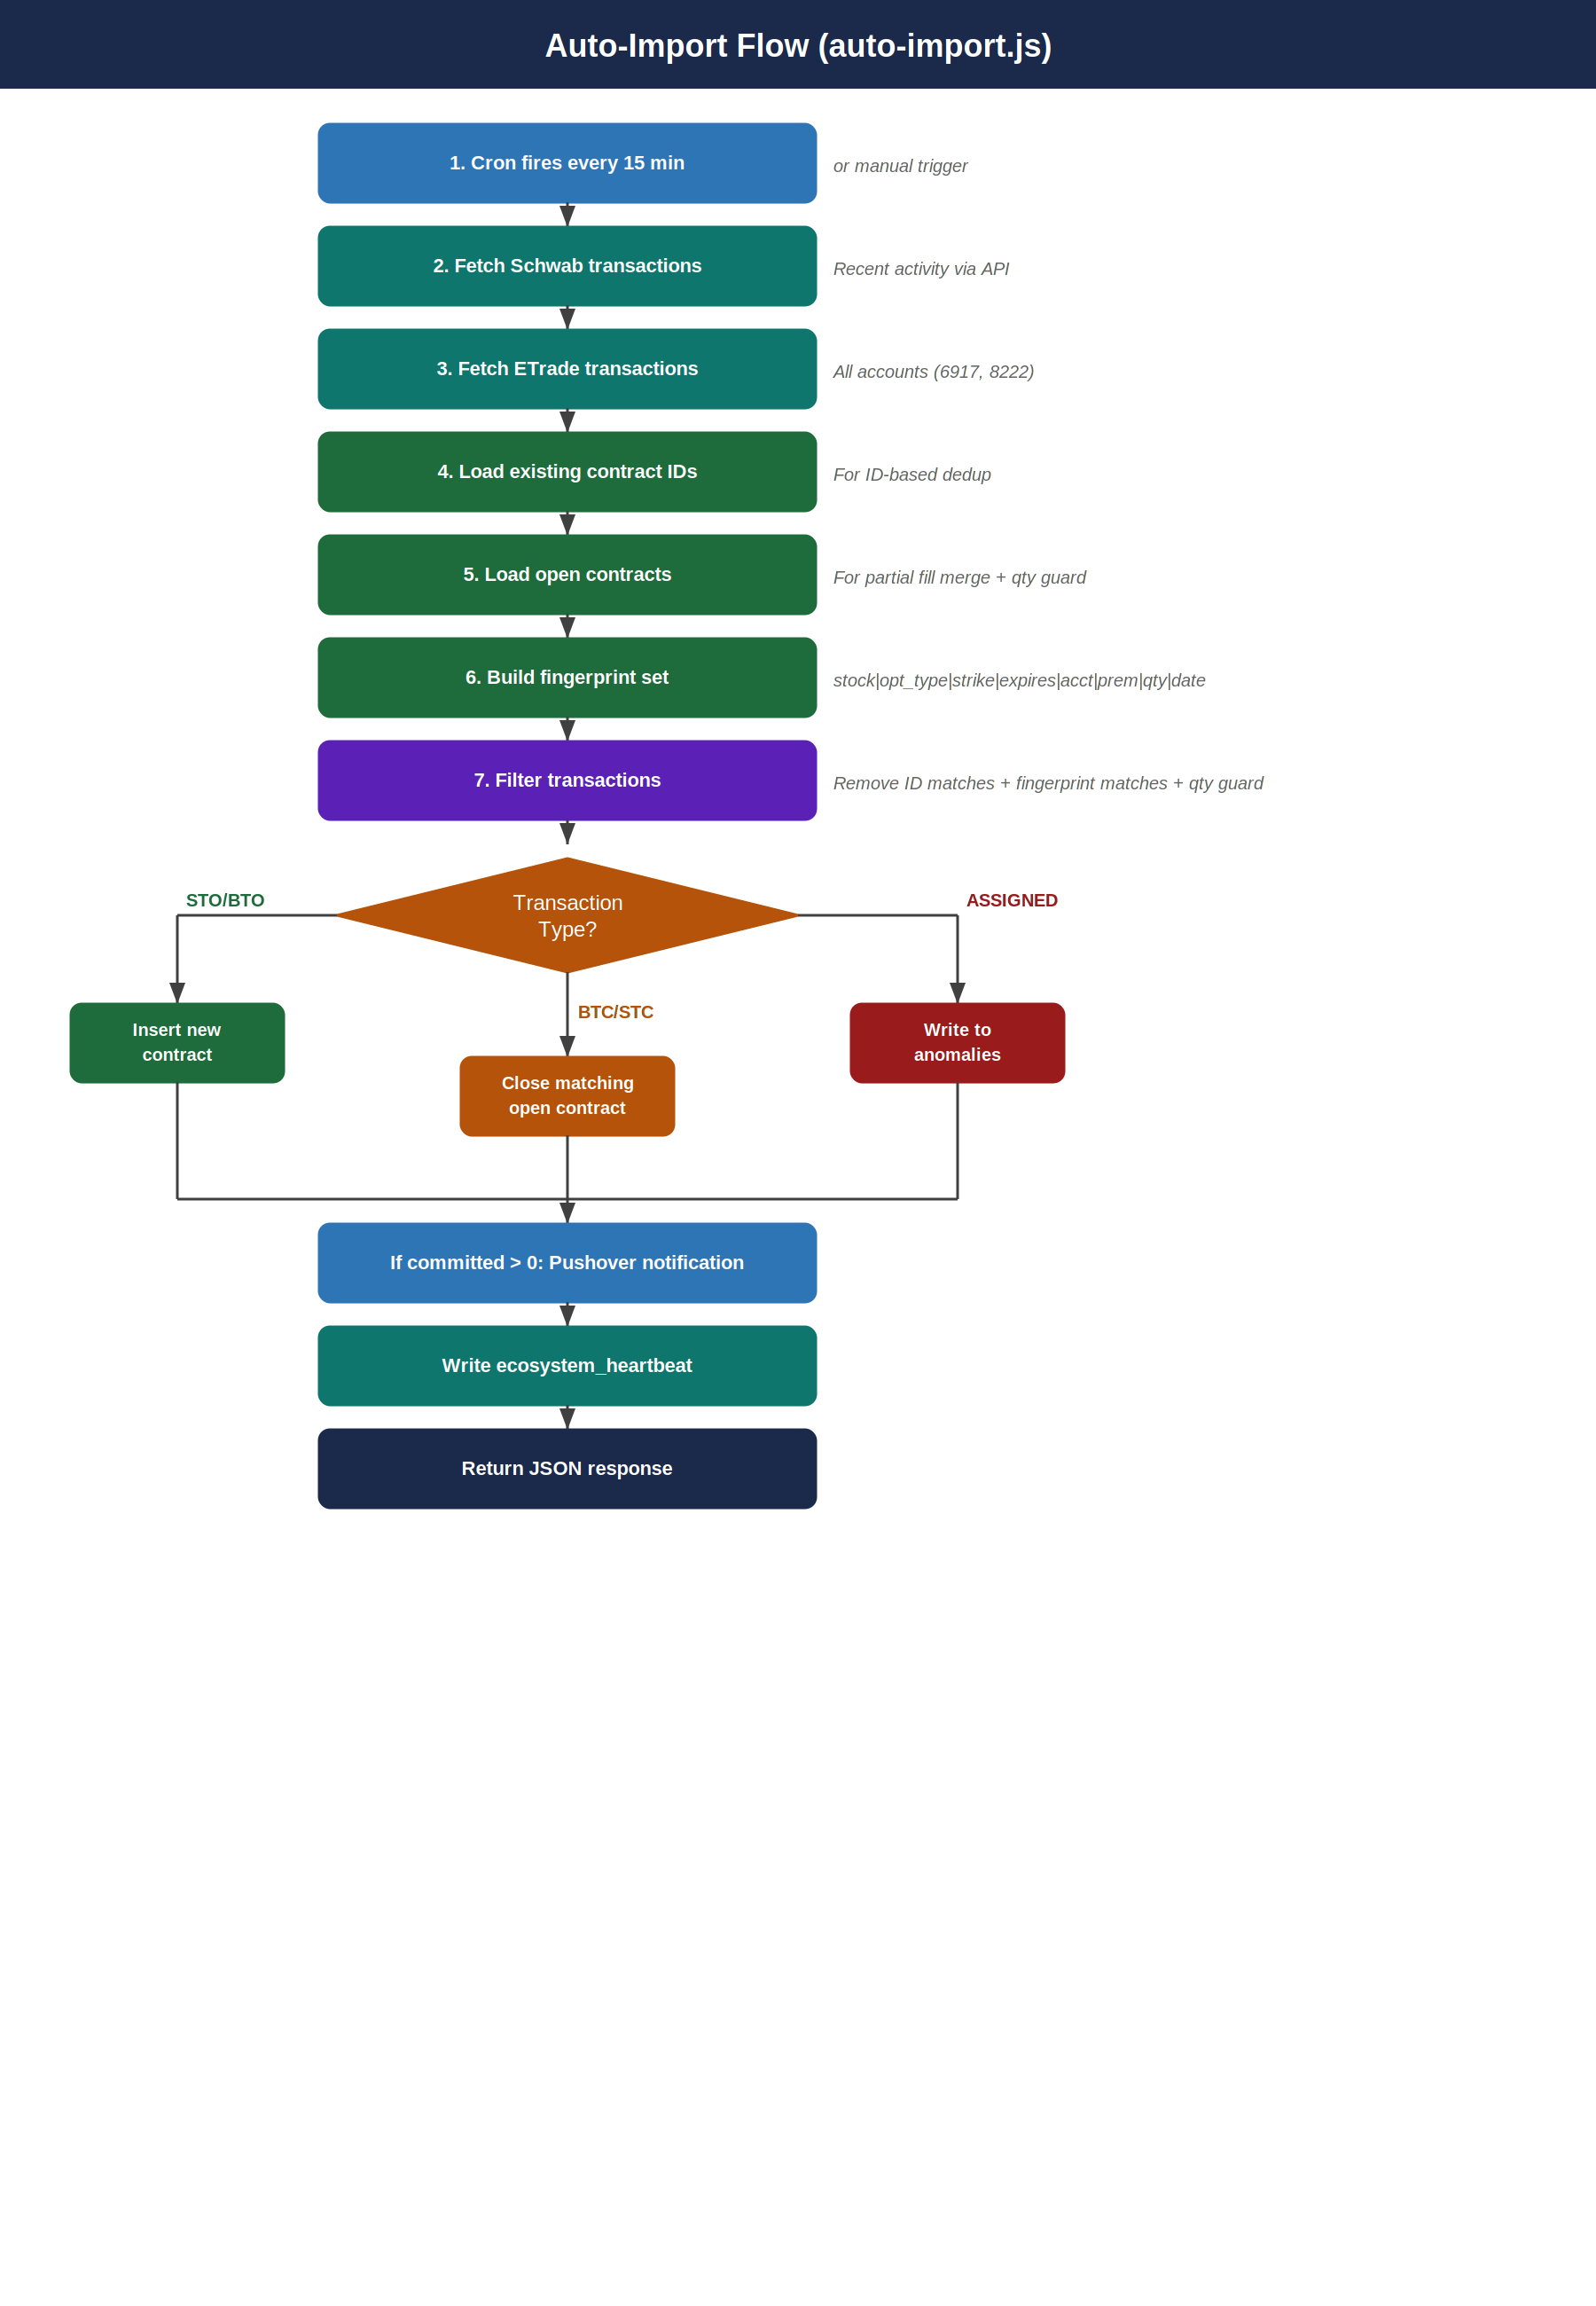 Auto-Import Flow (auto-import.js)
1. Cron fires every 15 min
or manual trigger
2. Fetch Schwab transactions
Recent activity via API
3. Fetch ETrade transactions
All accounts (6917, 8222)
4. Load existing contract IDs
For ID-based dedup
5. Load open contracts
For partial fill merge + qty guard
6. Build fingerprint set
stock|opt_type|strike|expires|acct|prem|qty|date
7. Filter transactions
Remove ID matches + fingerprint matches + qty guard
Transaction
Type?
STO/BTO
ASSIGNED
BTC/STC
Insert new
contract
Close matching
open contract
Write to
anomalies
If committed > 0: Pushover notification
Write ecosystem_heartbeat
Return JSON response